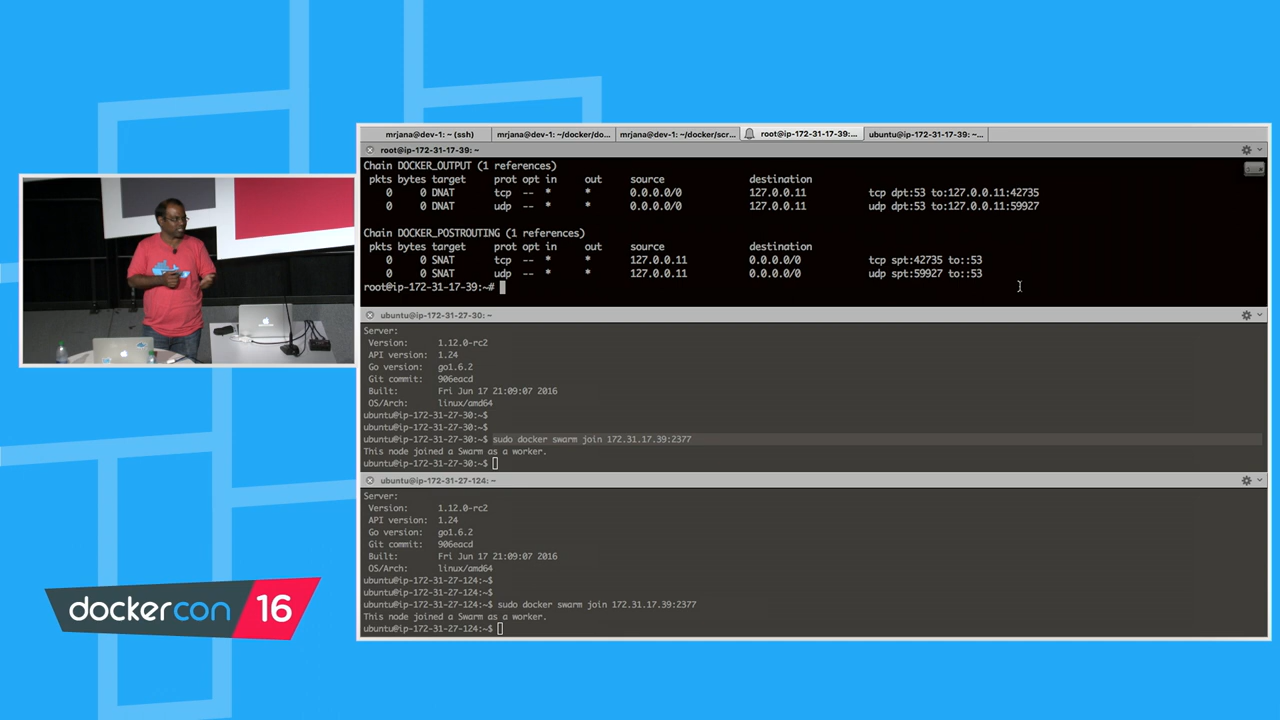 mrjana@dev-1: ~ (ssh)
mrjana@dev-1: ~/docker/do...
mrjana@dev-1: ~/docker/scr...
root@ip-172-31-17-39:...
ubuntu@ip-172-31-17-39: ~...
root@ip-172-31-17-39: ~
Chain DOCKER_OUTPUT (1 references)
pkts bytes target prot opt in out source destination
0 0 DNAT tcp -- * * 0.0.0.0/0 127.0.0.11 tcp dpt:53 to:127.0.0.11:42735
0 0 DNAT udp -- * * 0.0.0.0/0 127.0.0.11 udp dpt:53 to:127.0.0.11:59927
Chain DOCKER_POSTROUTING (1 references)
pkts bytes target prot opt in out source destination
0 0 SNAT tcp -- * * 127.0.0.11 0.0.0.0/0 tcp spt:42735 to::53
0 0 SNAT udp -- * * 127.0.0.11 0.0.0.0/0 udp spt:59927 to::53
root@ip-172-31-17-39:~#
ubuntu@ip-172-31-27-30: ~
Server:
Version: 1.12.0-rc2
API version: 1.24
Go version: go1.6.2
Git commit: 906eacd
Built: Fri Jun 17 21:09:07 2016
OS/Arch: linux/amd64
ubuntu@ip-172-31-27-30:~$
ubuntu@ip-172-31-27-30:~$
ubuntu@ip-172-31-27-30:~$ sudo docker swarm join 172.31.17.39:2377
This node joined a Swarm as a worker.
ubuntu@ip-172-31-27-30:~$
ubuntu@ip-172-31-27-124: ~
Server:
Version: 1.12.0-rc2
API version: 1.24
Go version: go1.6.2
Git commit: 906eacd
Built: Fri Jun 17 21:09:07 2016
OS/Arch: linux/amd64
ubuntu@ip-172-31-27-124:~$
ubuntu@ip-172-31-27-124:~$
ubuntu@ip-172-31-27-124:~$ sudo docker swarm join 172.31.17.39:2377
This node joined a Swarm as a worker.
ubuntu@ip-172-31-27-124:~$
dockercon 16